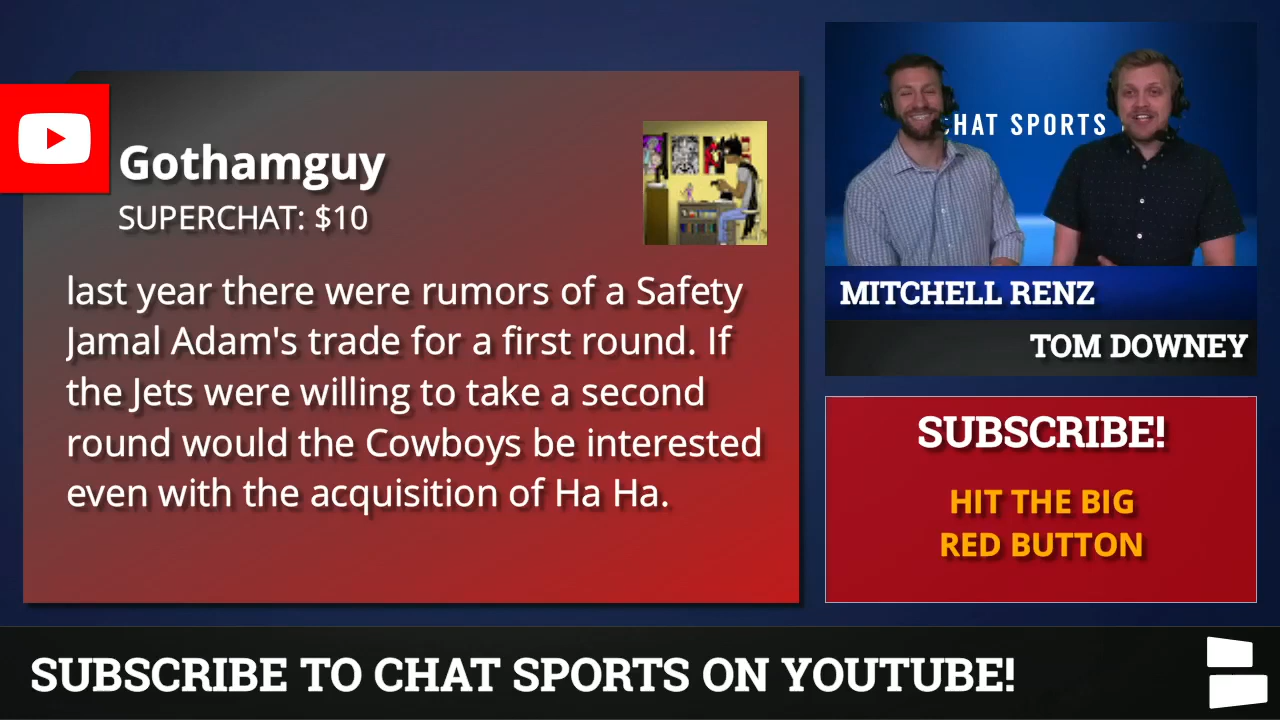 Gothamguy
SUPERCHAT: $10
last year there were rumors of a Safety
Jamal Adam's trade for a first round. If
the Jets were willing to take a second
round would the Cowboys be interested
even with the acquisition of Ha Ha.
HAT SPORTS
MITCHELL RENZ
TOM DOWNEY
SUBSCRIBE!
HIT THE BIG
RED BUTTON
SUBSCRIBE TO CHAT SPORTS ON YOUTUBE!